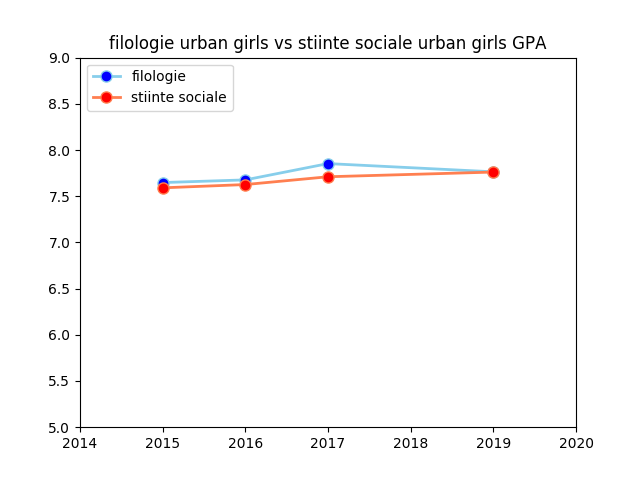 filologie urban girls vs stiinte sociale urban girls GPA
filologie
stiinte sociale
9.0
8.5
8.0
7.5
7.0
6.5
6.0
5.5
5.0
2014 2015 2016 2017 2018 2019 2020